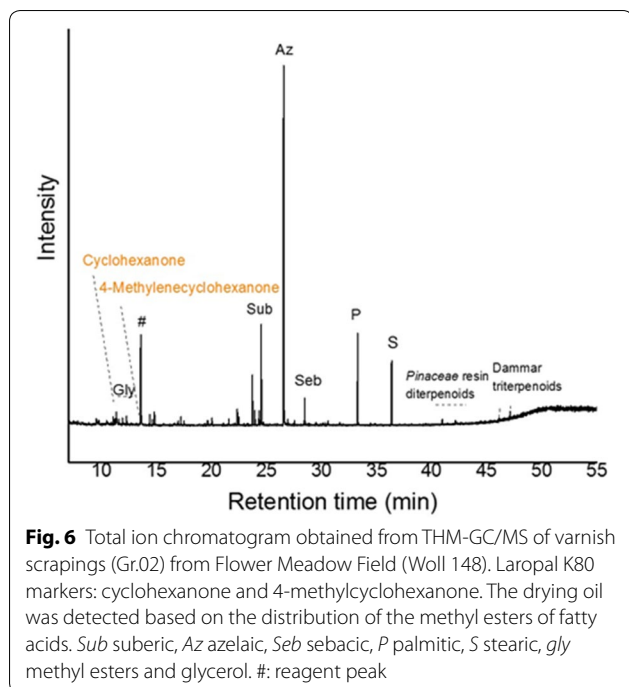 Az
Intensity
Cyclohexanone
4-Methylenecyclohexanone
Sub
#
P
S
Gly
Seb
Pinaceae resin
diterpenoids
Dammar
triterpenoids
10 15 20 25 30 35 40 45 50 55
Retention time (min)
Fig. 6 Total ion chromatogram obtained from THM-GC/MS of varnish
scrapings (Gr.02) from Flower Meadow Field (Woll 148). Laropal K80
markers: cyclohexanone and 4-methylcyclohexanone. The drying oil
was detected based on the distribution of the methyl esters of fatty
acids. Sub suberic, Az azelaic, Seb sebacic, P palmitic, S stearic, gly
methyl esters and glycerol. #: reagent peak